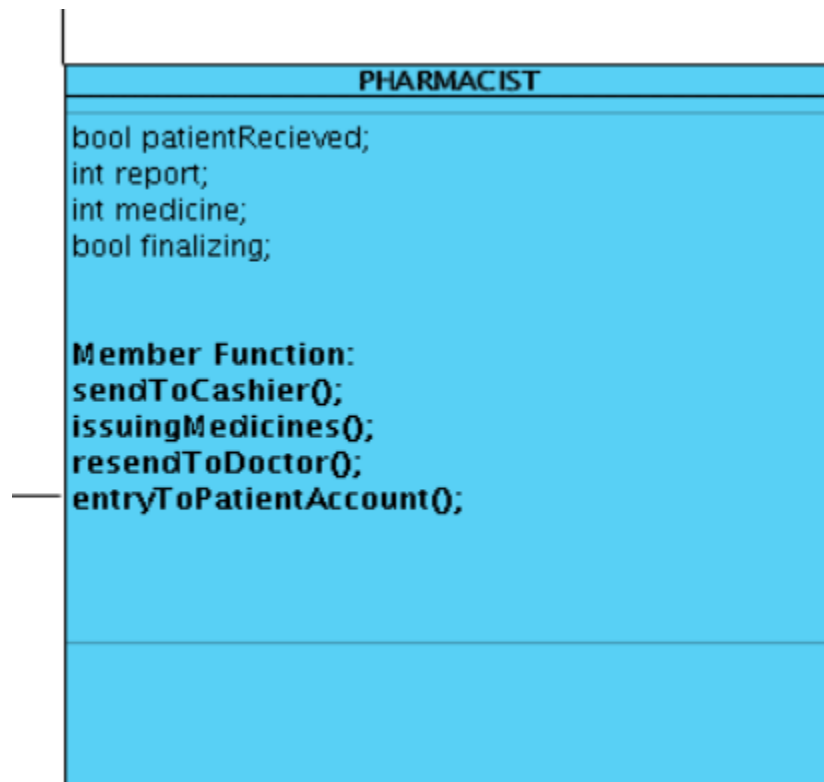 PHARMACIST
bool patientRecieved;
int report;
int medicine;
bool finalizing;
Member Function:
sendToCashier();
issuingMedicines();
resendToDoctor();
entryToPatientAccount();